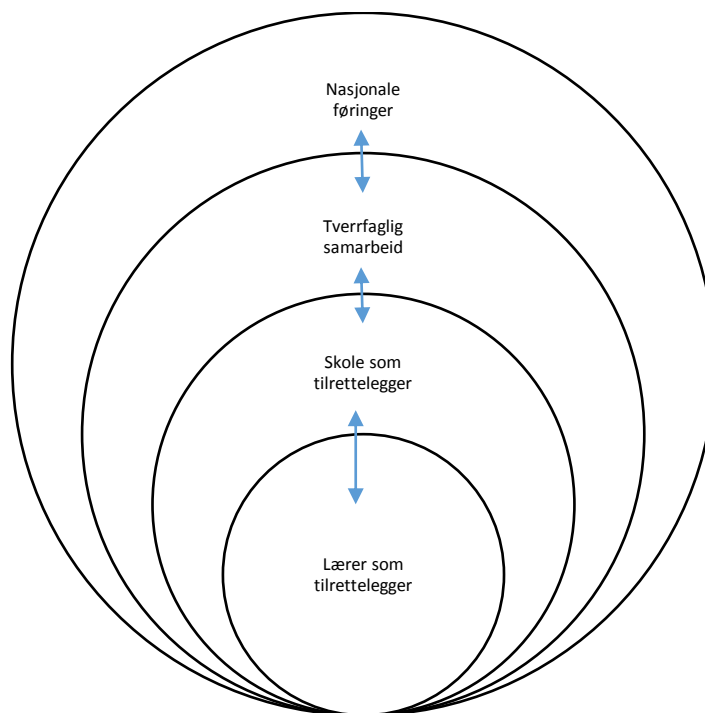 Nasjonale
føringer
Tverrfaglig
samarbeid
Skole som
tilrettelegger
Lærer som
tilrettelegger